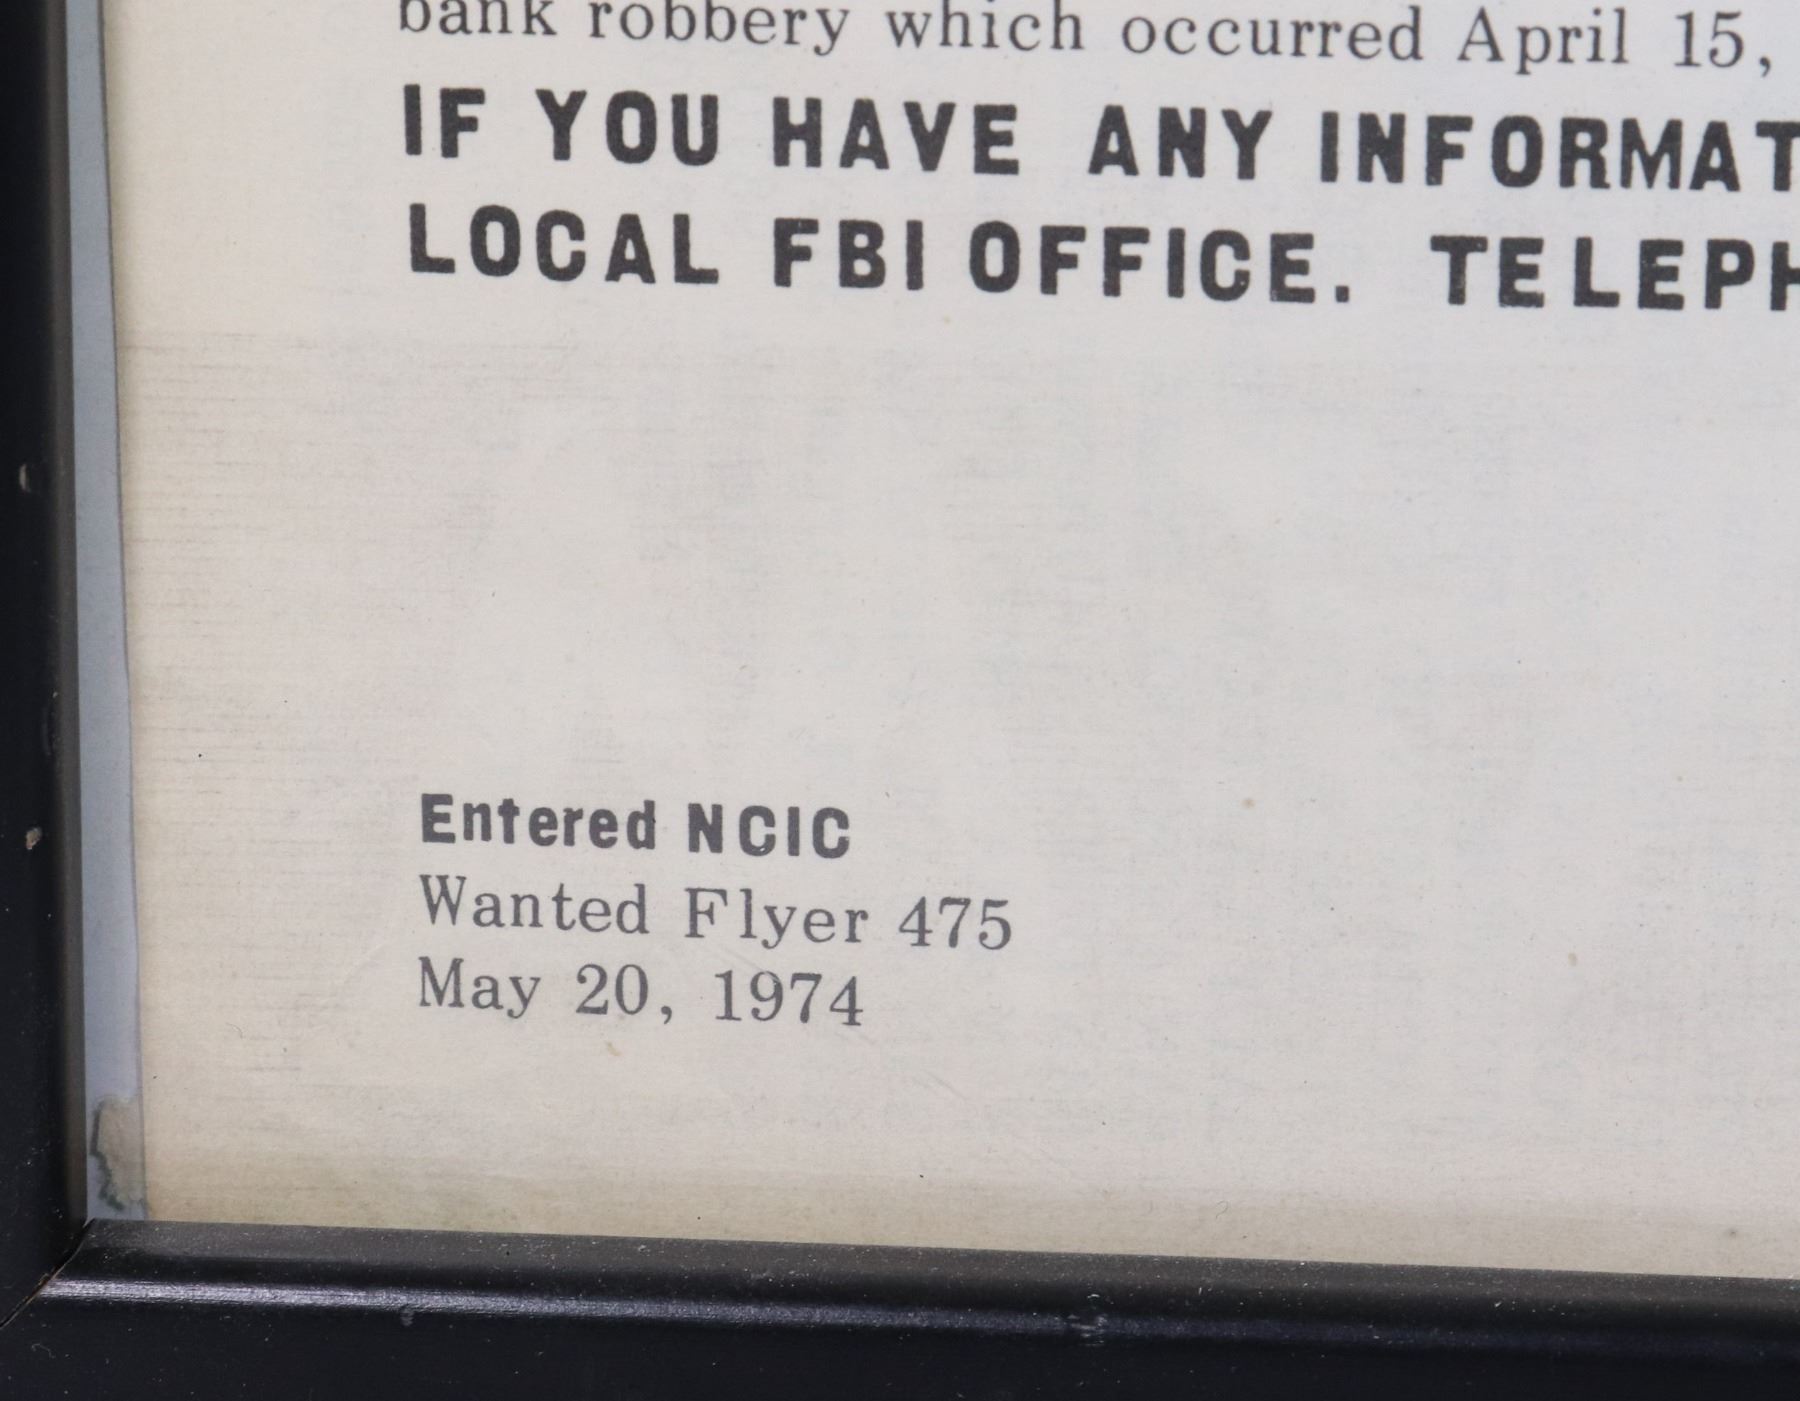 bank robbery which occurred April 15,
IF YOU HAVE ANY INFORMAT
LOCAL FBI OFFICE. TELEPH
Entered NCIC
Wanted Flyer 475
May 20, 1974